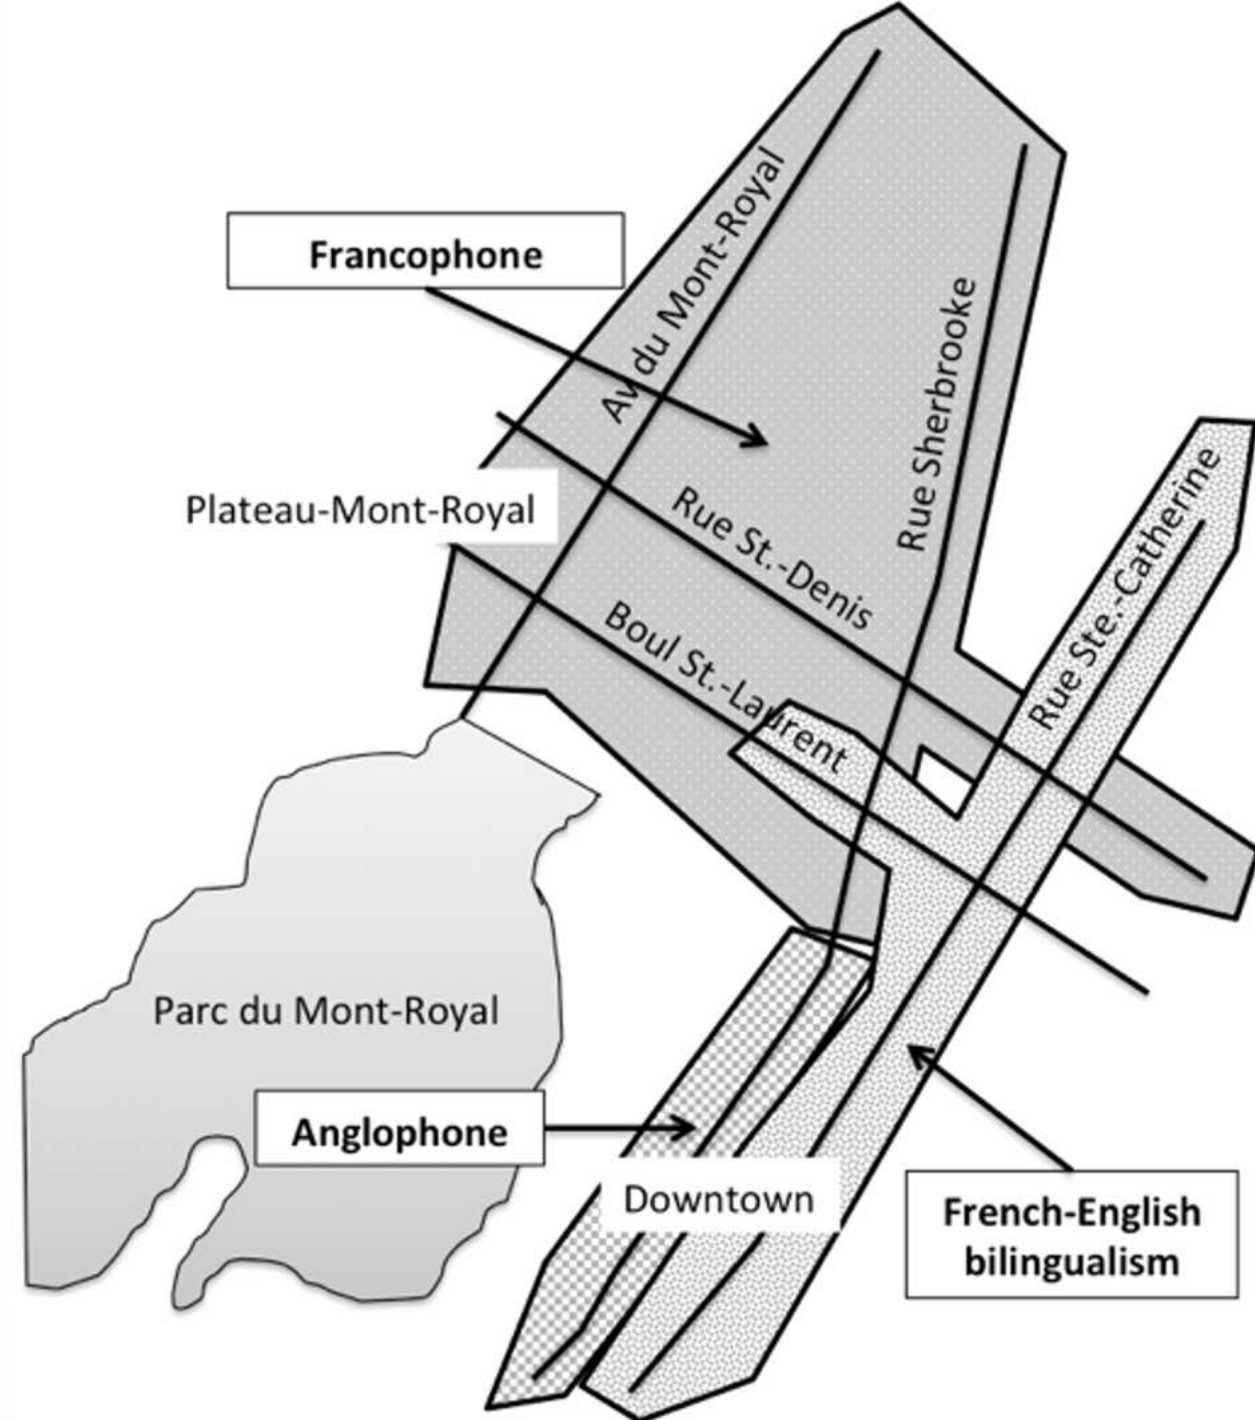 Av du Mont-Royal
Francophone
Rue Sherbrooke
Rue Ste.-Catherine
Plateau-Mont-Royal
Rue St.-Denis
Boul St.-Laurent
Parc du Mont-Royal
Anglophone
Downtown
French-English
bilingualism